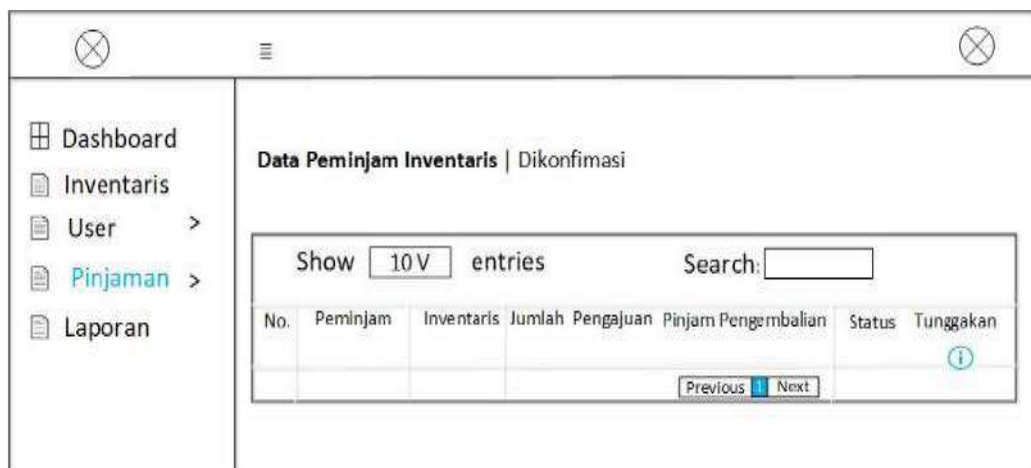 Dashboard
Inventaris
User >
Pinjaman >
Laporan
Data Peminjam Inventaris | Dikonfimasi
Show 10 V entries Search:
No. Peminjam Inventaris Jumlah Pengajuan Pinjam Pengembalian Status Tunggakan
i
Previous 1 Next